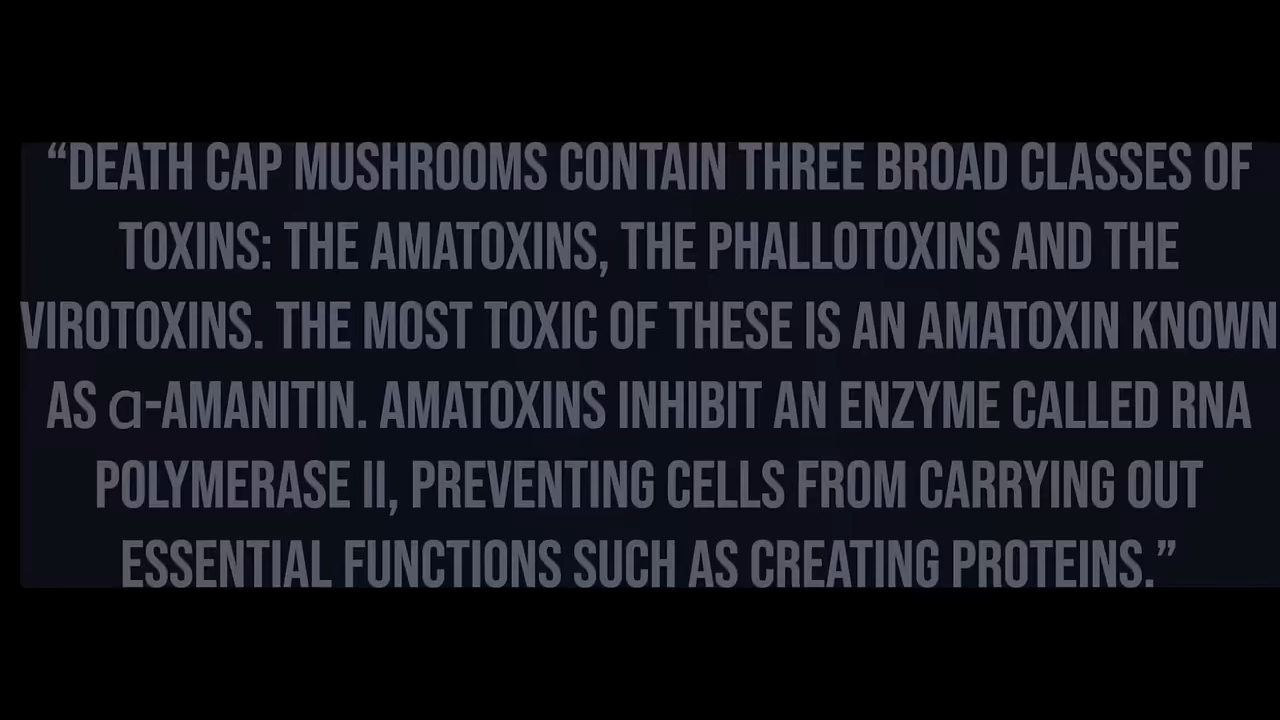 “DEATH CAP MUSHROOMS CONTAIN THREE BROAD CLASSES OF
TOXINS: THE AMATOXINS, THE PHALLOTOXINS AND THE
VIROTOXINS. THE MOST TOXIC OF THESE IS AN AMATOXIN KNOWN
AS α-AMANITIN. AMATOXINS INHIBIT AN ENZYME CALLED RNA
POLYMERASE II, PREVENTING CELLS FROM CARRYING OUT
ESSENTIAL FUNCTIONS SUCH AS CREATING PROTEINS.”